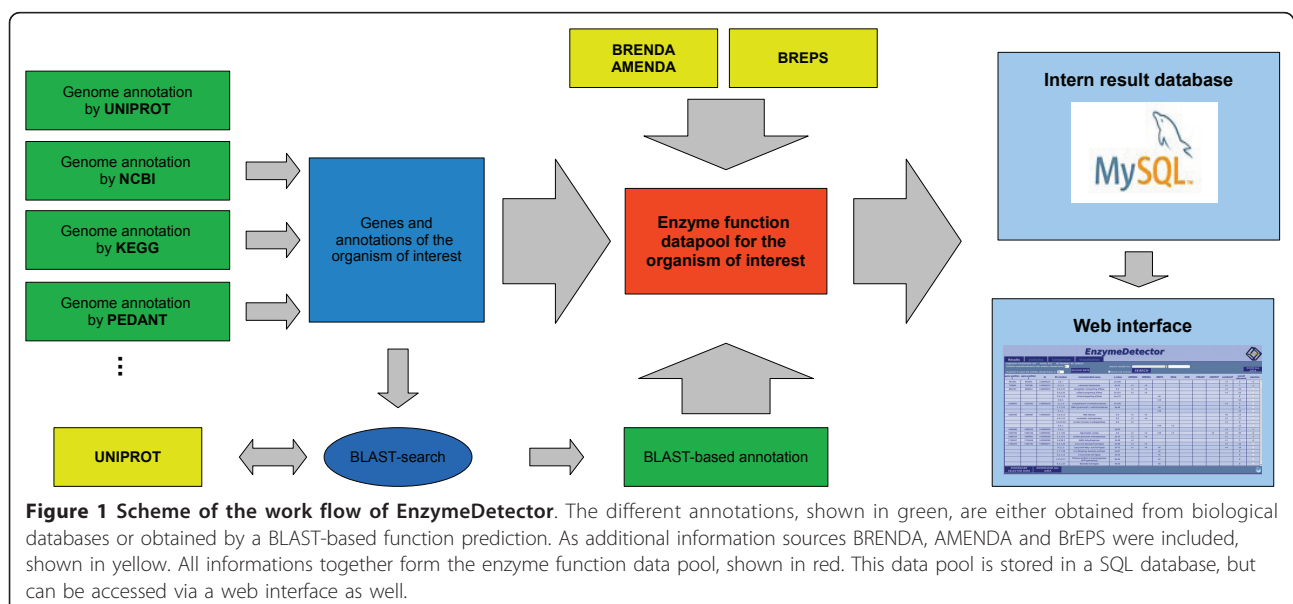 Genome annotation
by UNIPROT
Genome annotation
by NCBI
Genome annotation
by KEGG
Genome annotation
by PEDANT
...
UNIPROT
Genes and
annotations of the
organism of interest
BLAST-search
BRENDA
AMENDA
BREPS
Enzyme function
datapool for the
organism of interest
BLAST-based annotation
Intern result database
MySQL
Web interface
EnzymeDetector
Figure 1 Scheme of the work flow of EnzymeDetector. The different annotations, shown in green, are either obtained from biological
databases or obtained by a BLAST-based function prediction. As additional information sources BRENDA, AMENDA and BrEPS were included,
shown in yellow. All informations together form the enzyme function data pool, shown in red. This data pool is stored in a SQL database, but
can be accessed via a web interface as well.